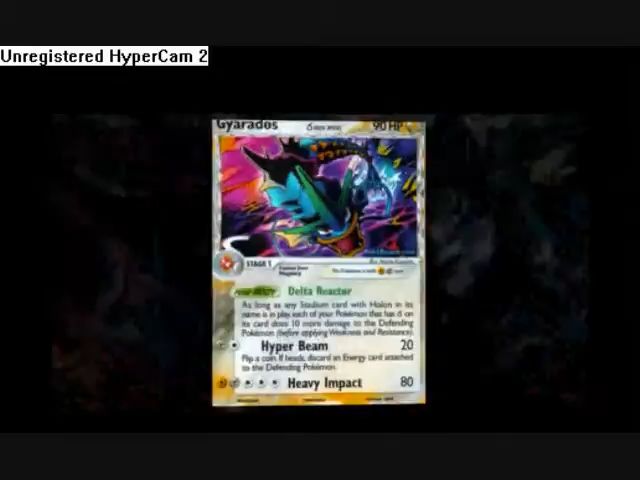 Unregistered HyperCam 2
Gyarados
90 HP
STAGE 1
Delta Reactor
As long as any Stadium card with Holon in its
name is in play, each of your Pokémon that has δ on
its card does 10 more damage to the Defending
Pokémon (before applying Weakness and Resistance).
Hyper Beam 20
Flip a coin. If heads, discard an Energy card attached
to the Defending Pokémon.
Heavy Impact 80